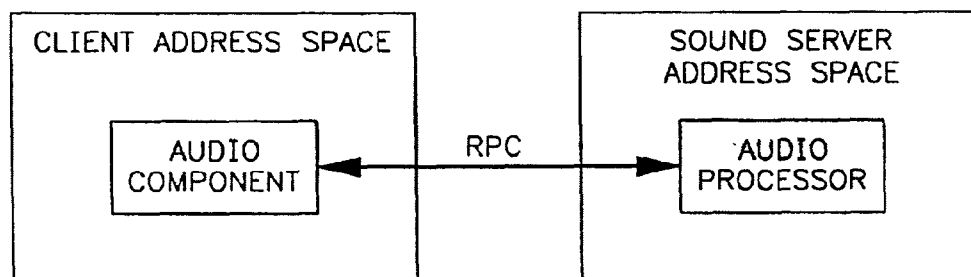 CLIENT ADDRESS SPACE
AUDIO
COMPONENT
RPC
SOUND SERVER
ADDRESS SPACE
AUDIO
PROCESSOR